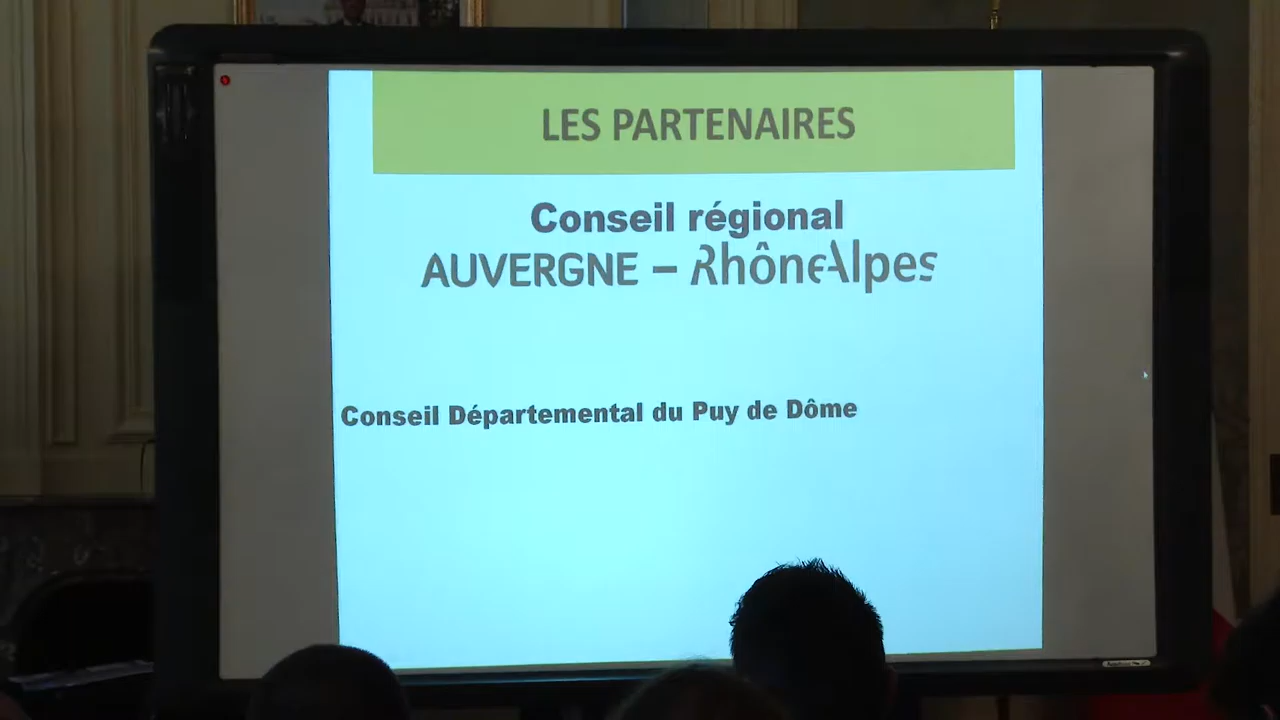 LES PARTENAIRES
Conseil régional
AUVERGNE – RhôneAlpes
Conseil Départemental du Puy de Dôme